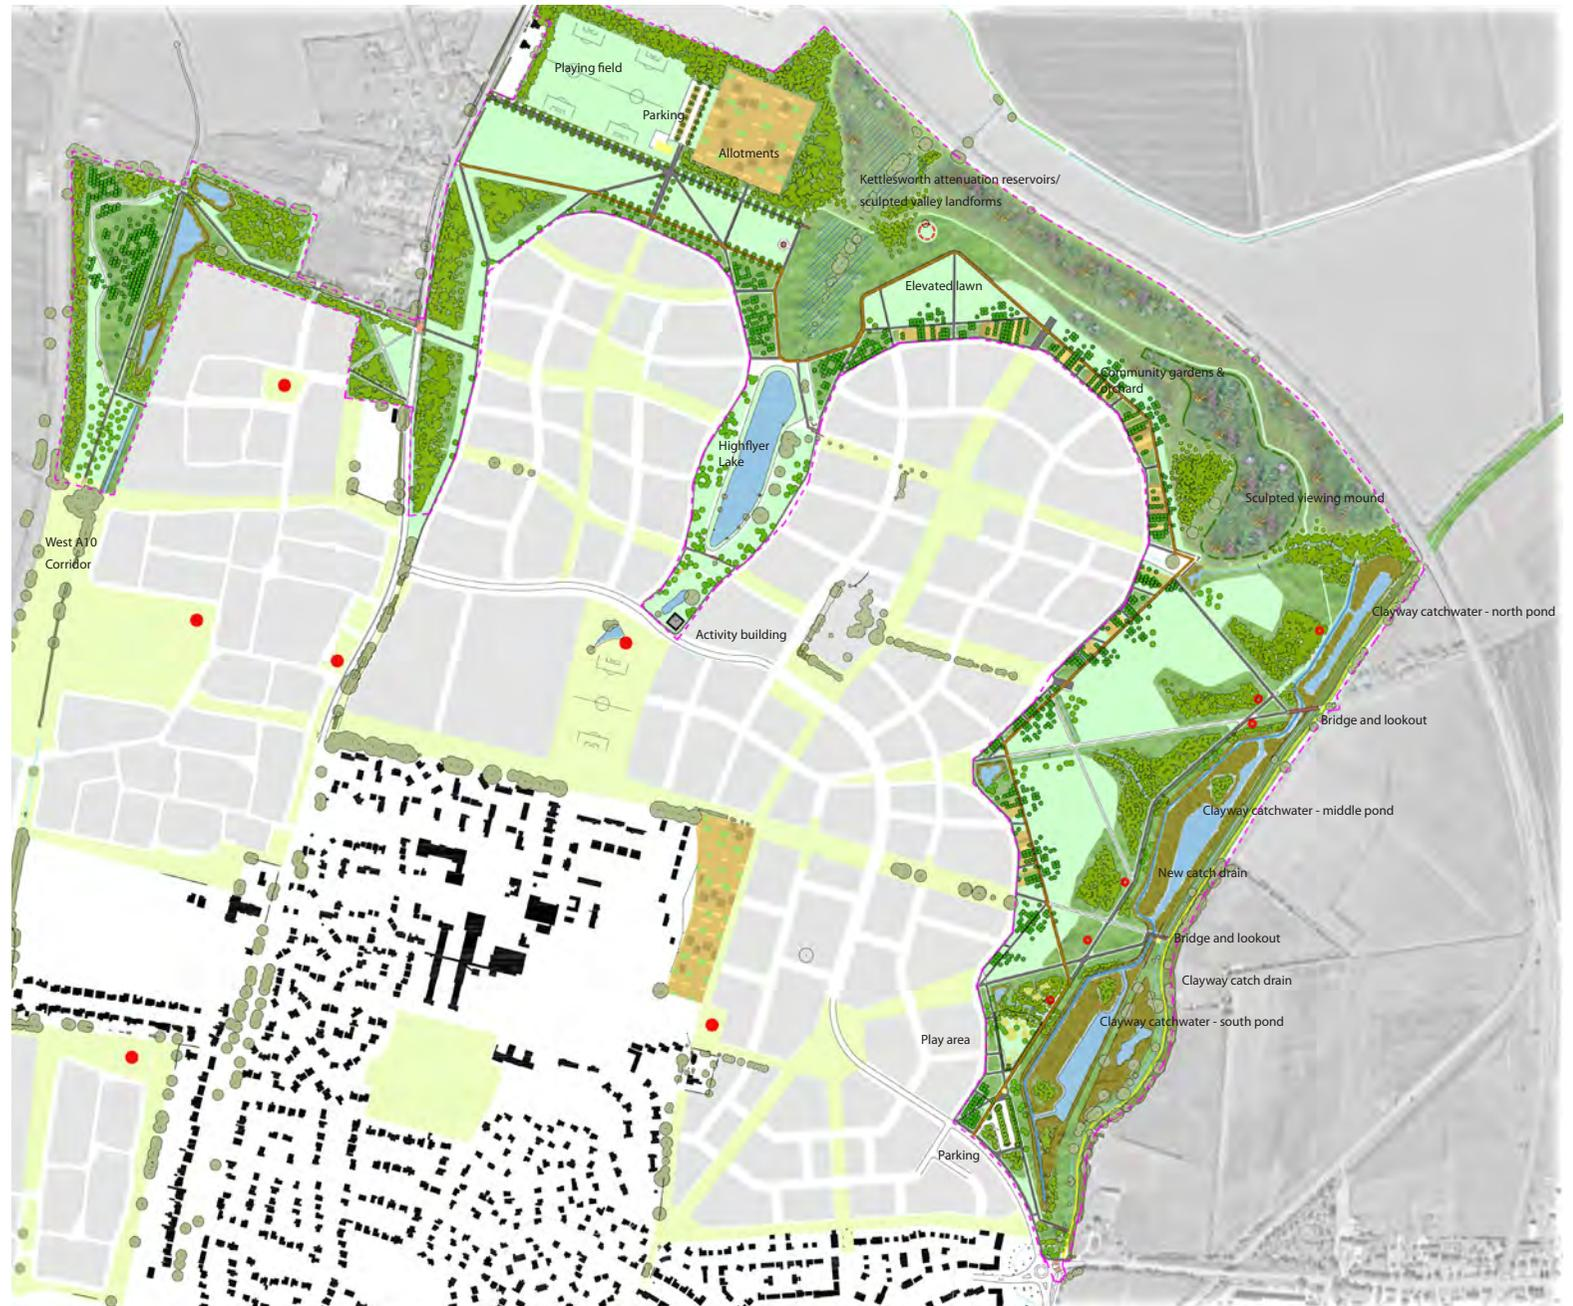 Playing field
Parking
Allotments
Kettlesworth attenuation reservoirs/
sculpted valley landforms
Elevated lawn
Community gardens &
orchard
Highflyer
Lake
Sculpted viewing mound
West A10
Corridor
Clayway catchwater - north pond
Activity building
Bridge and lookout
Clayway catchwater - middle pond
New catch drain
Bridge and lookout
Clayway catch drain
Clayway catchwater - south pond
Play area
Parking